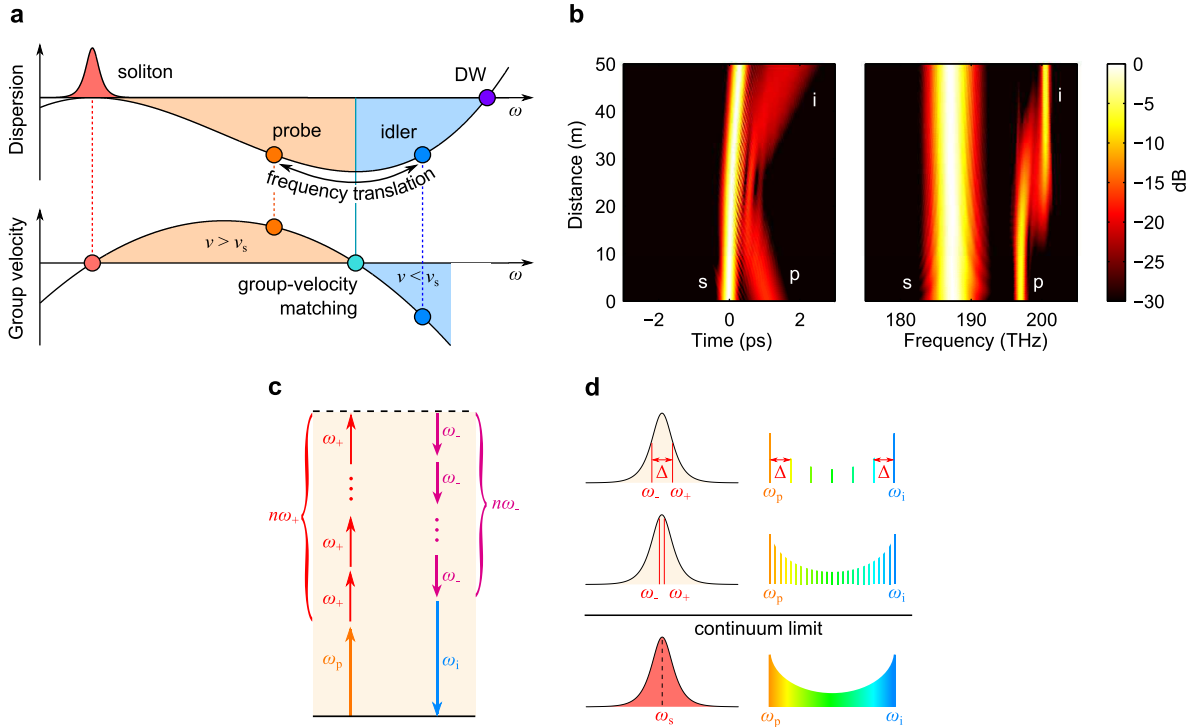 a
Dispersion
soliton
DW
ω
probe
idler
frequency translation
Group velocity
v > vs
v < vs
ω
group-velocity
matching
b
Distance (m)
50
40
30
20
10
0
s
p
i
−2
0
2
Time (ps)
s
p
i
180
190
200
Frequency (THz)
0
−5
−10
−15
−20
−25
−30
dB
c
nω+
ω+
ω+
ω+
ωp
ω-
ω-
ω-
nω-
ωi
d
Δ
ω- ω+
Δ Δ
ωp ωi
ω- ω+
ωp ωi
continuum limit
ωs
ωp ωi